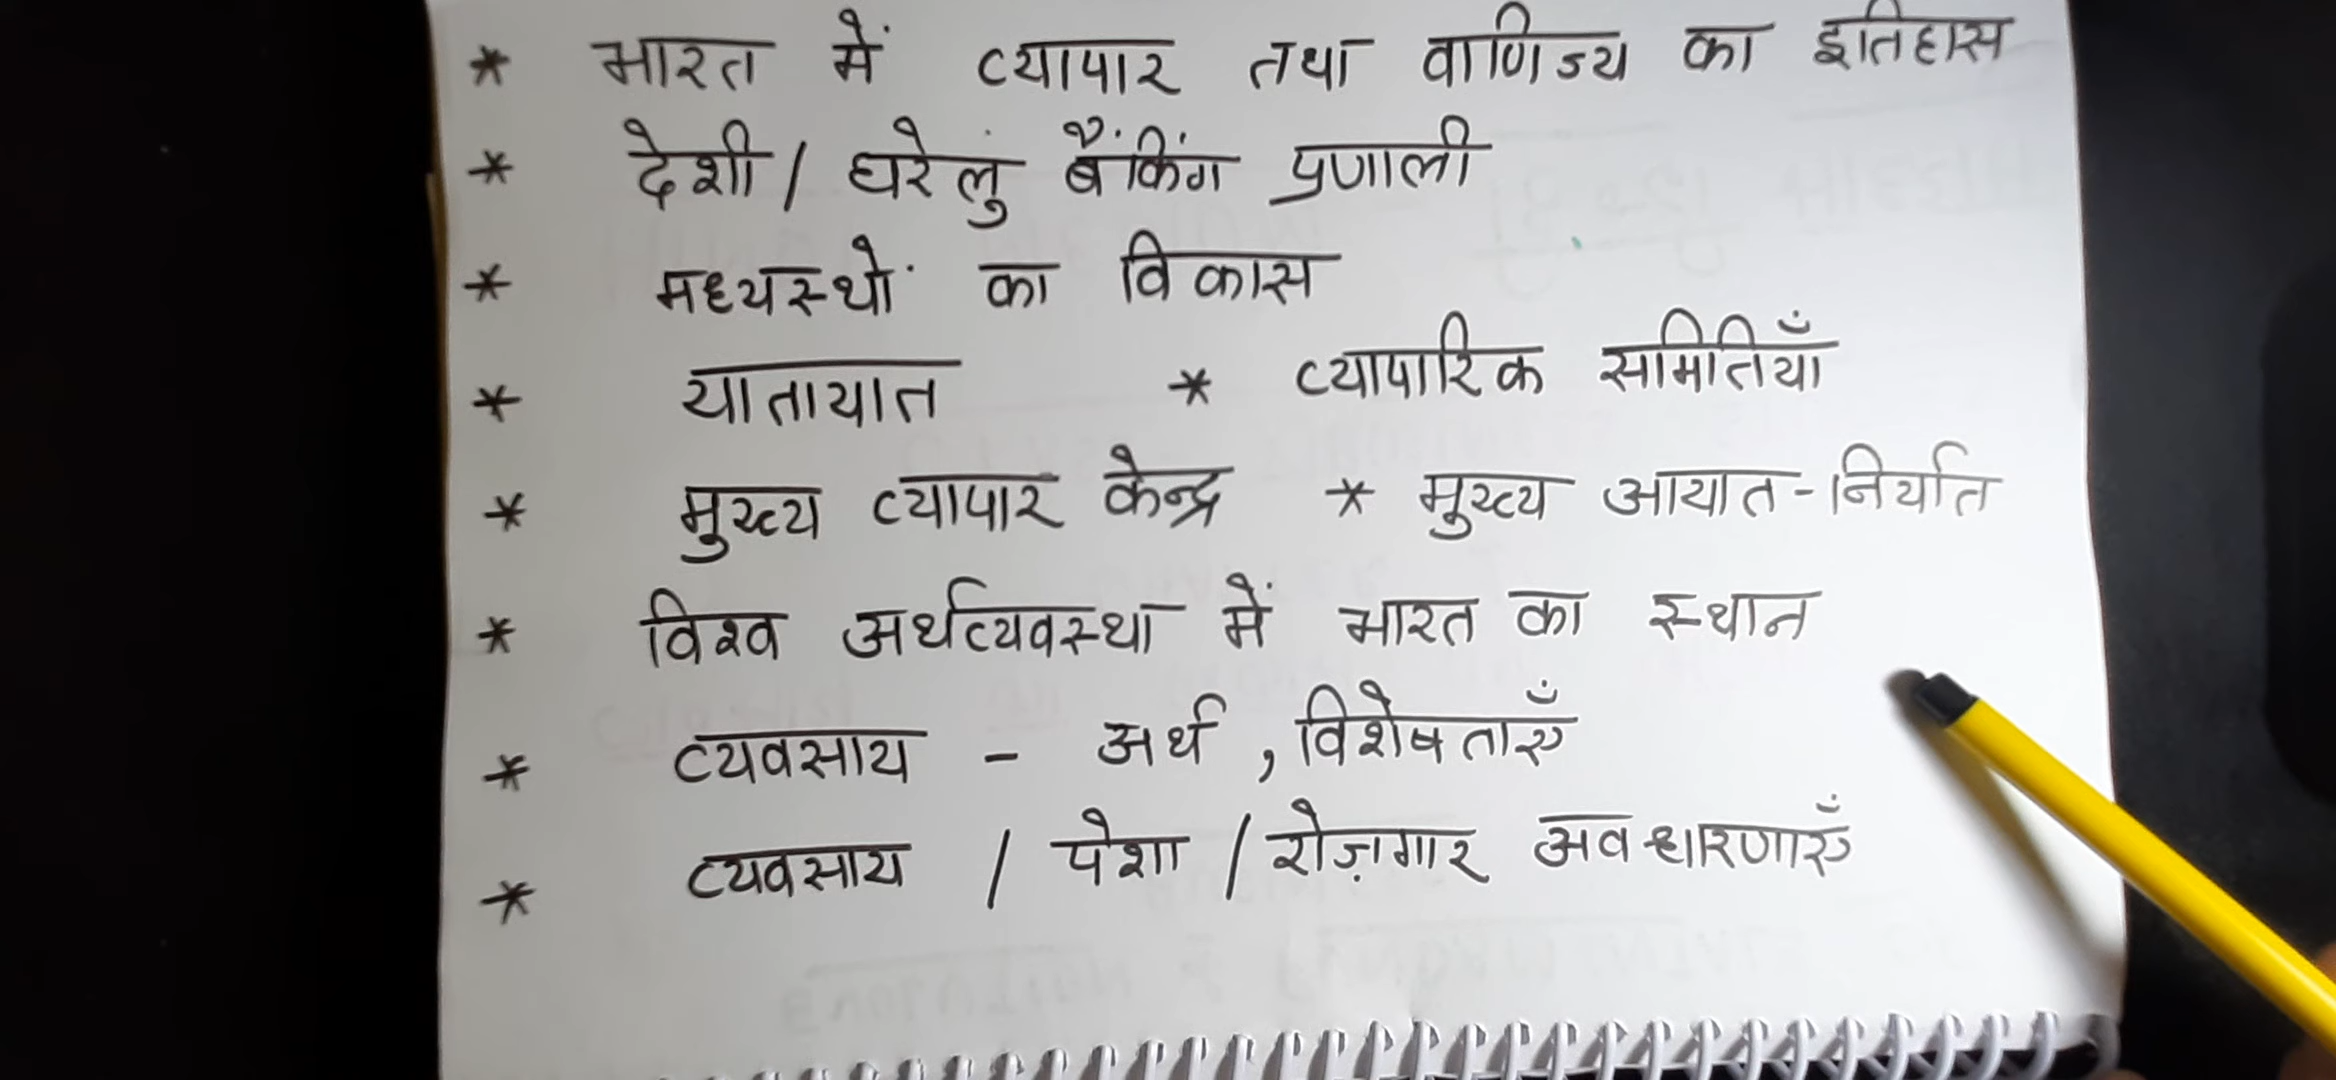 * भारत में व्यापार तथा वाणिज्य का इतिहास
* देशी / घरेलुं बैंकिंग प्रणाली
* मध्यस्थों का विकास
* यातायात * व्यापारिक समितियाँ
* मुख्य व्यापार केन्द्र * मुख्य आयात-निर्यात
* विश्व अर्थव्यवस्था में भारत का स्थान
* व्यवसाय - अर्थ , विशेषताएँ
* व्यवसाय / पेशा / रोज़गार अवधारणाएँ